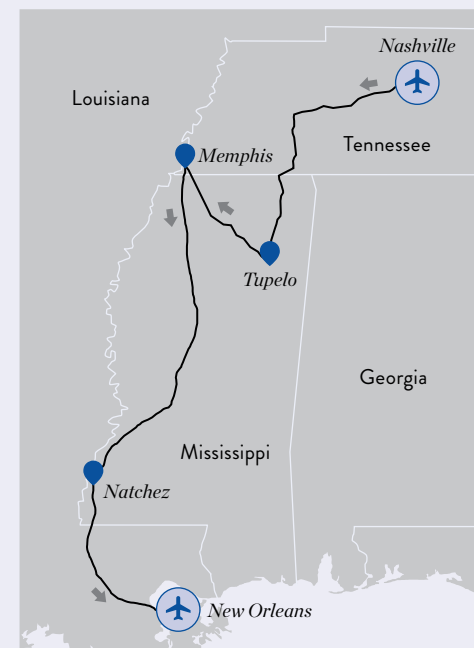 Nashville
Louisiana
Tennessee
Memphis
Tupelo
Georgia
Mississippi
Natchez
New Orleans